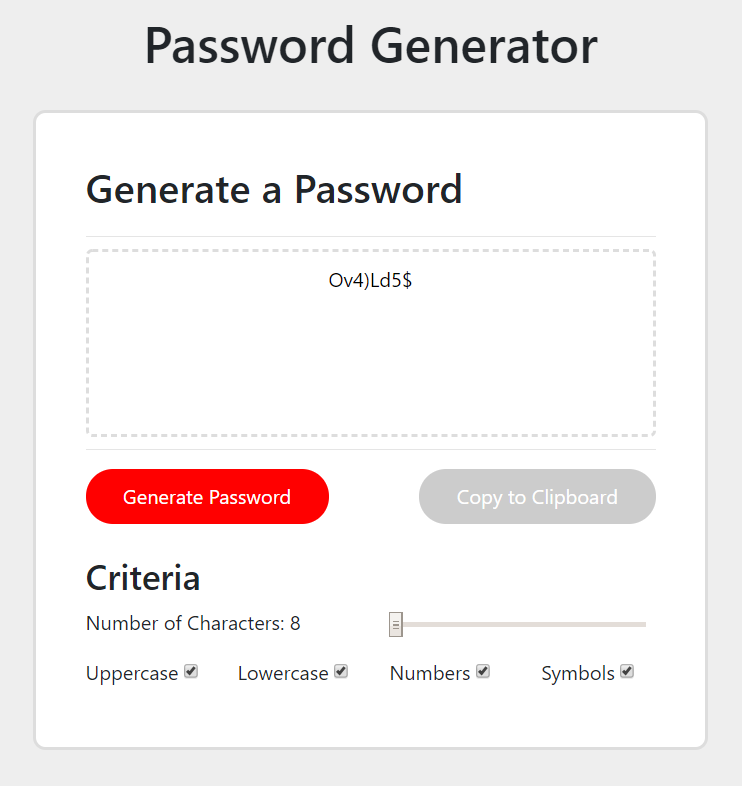 Password Generator
Generate a Password
Ov4)Ld5$
Generate Password Copy to Clipboard
Criteria
Number of Characters: 8
Uppercase Lowercase Numbers Symbols